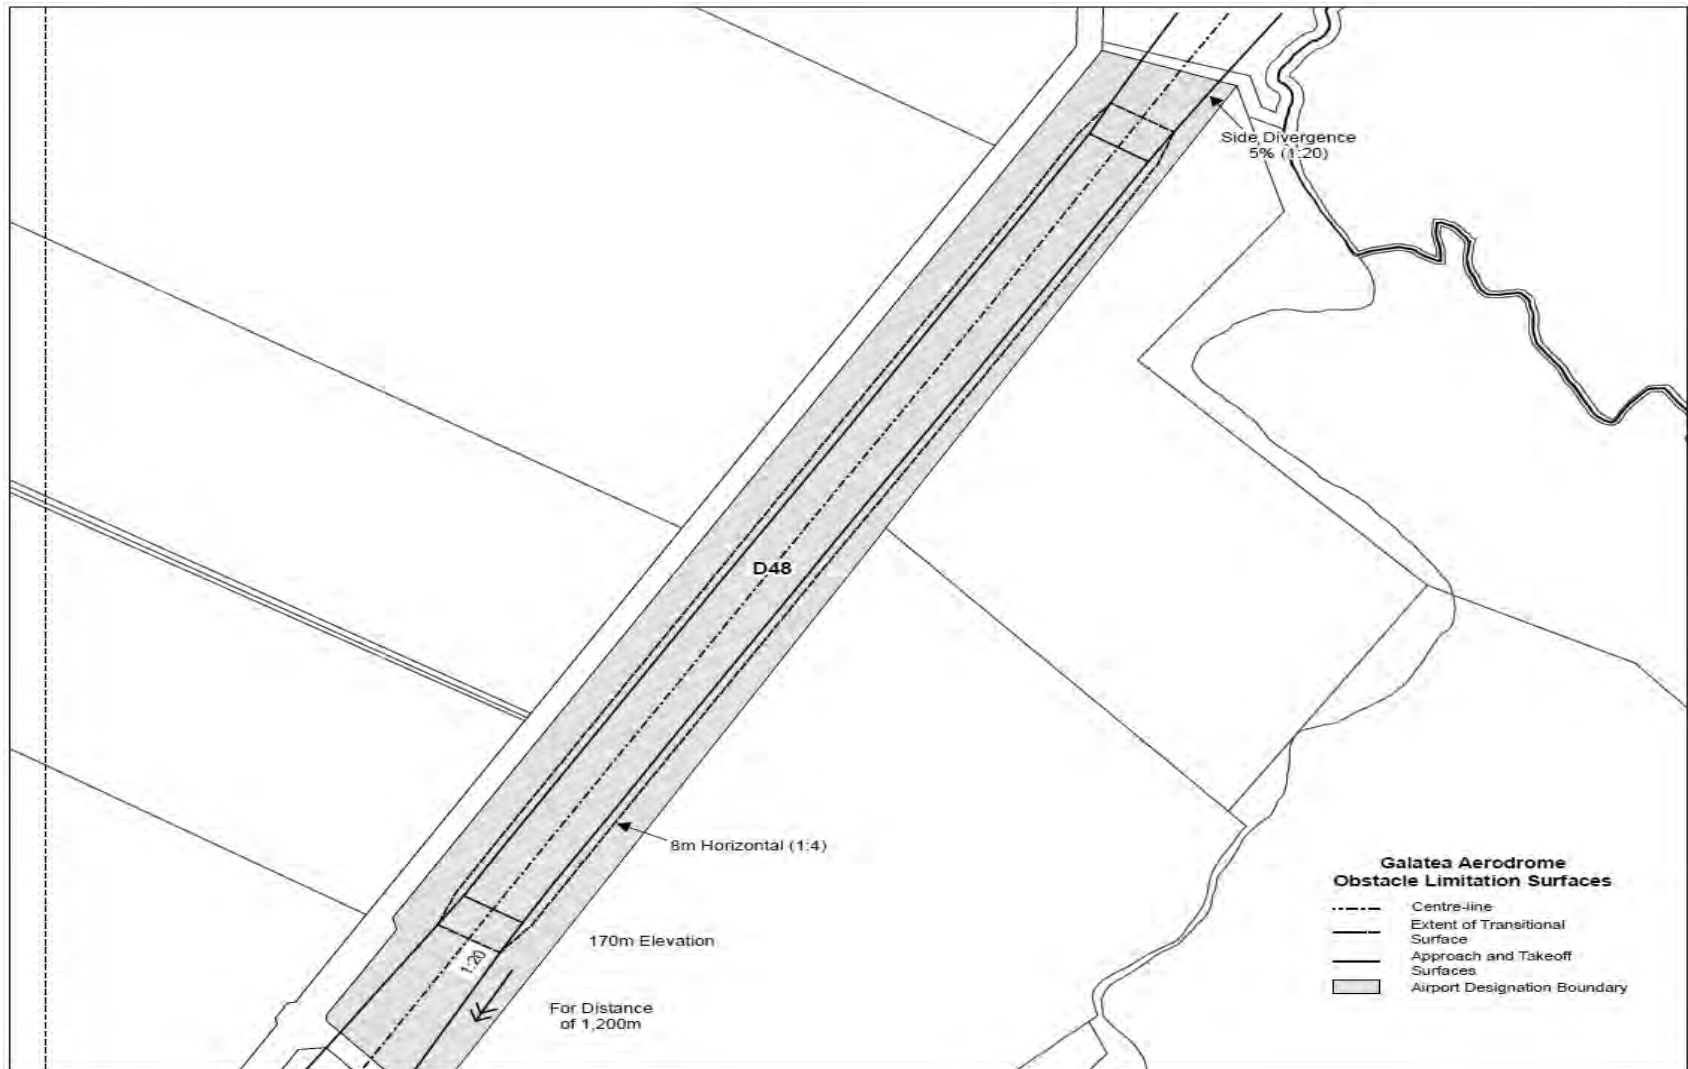 Side Divergence
5% (1:20)
D48
8m Horizontal (1:4)
170m Elevation
1:20
For Distance
of 1,200m
Galatea Aerodrome
Obstacle Limitation Surfaces
Centre-line
Extent of Transitional
Surface
Approach and Takeoff
Surfaces
Airport Designation Boundary